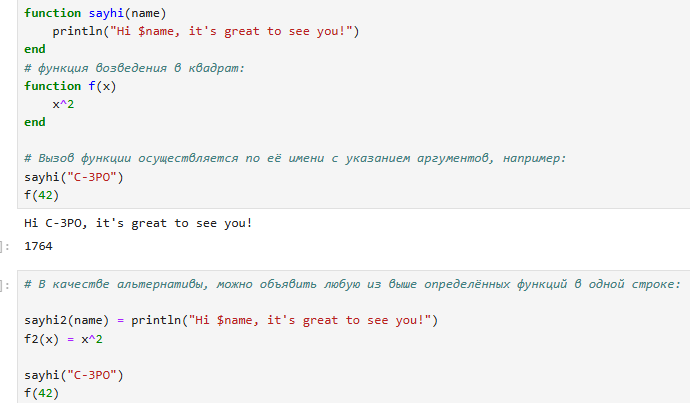 function sayhi(name)
    println("Hi $name, it's great to see you!")
end
# функция возведения в квадрат:
function f(x)
    x^2
end
# Вызов функции осуществляется по её имени с указанием аргументов, например:
sayhi("C-3PO")
f(42)
Hi C-3PO, it's great to see you!
]: 1764
]: # В качестве альтернативы, можно объявить любую из выше определённых функций в одной строке:
sayhi2(name) = println("Hi $name, it's great to see you!")
f2(x) = x^2
sayhi("C-3PO")
f(42)